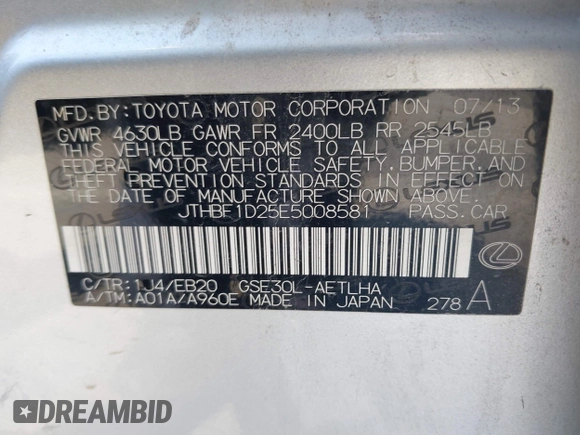 MFD.BY:TOYOTA MOTOR CORPORATION 07/13
GVWR 4630LB GAWR FR 2400LB RR 2545LB
THIS VEHICLE CONFORMS TO ALL APPLICABLE
FEDERAL MOTOR VEHICLE SAFETY, BUMPER, AND
THEFT PREVENTION STANDARDS IN EFFECT ON
THE DATE OF MANUFACTURE SHOWN ABOVE.
JTHBF1D25E5008581 PASS.CAR
C/TR:1J4/EB20 GSE30L-AETLHA
A/TM:A01A/A960E MADE IN JAPAN 278 A
DREAMBID